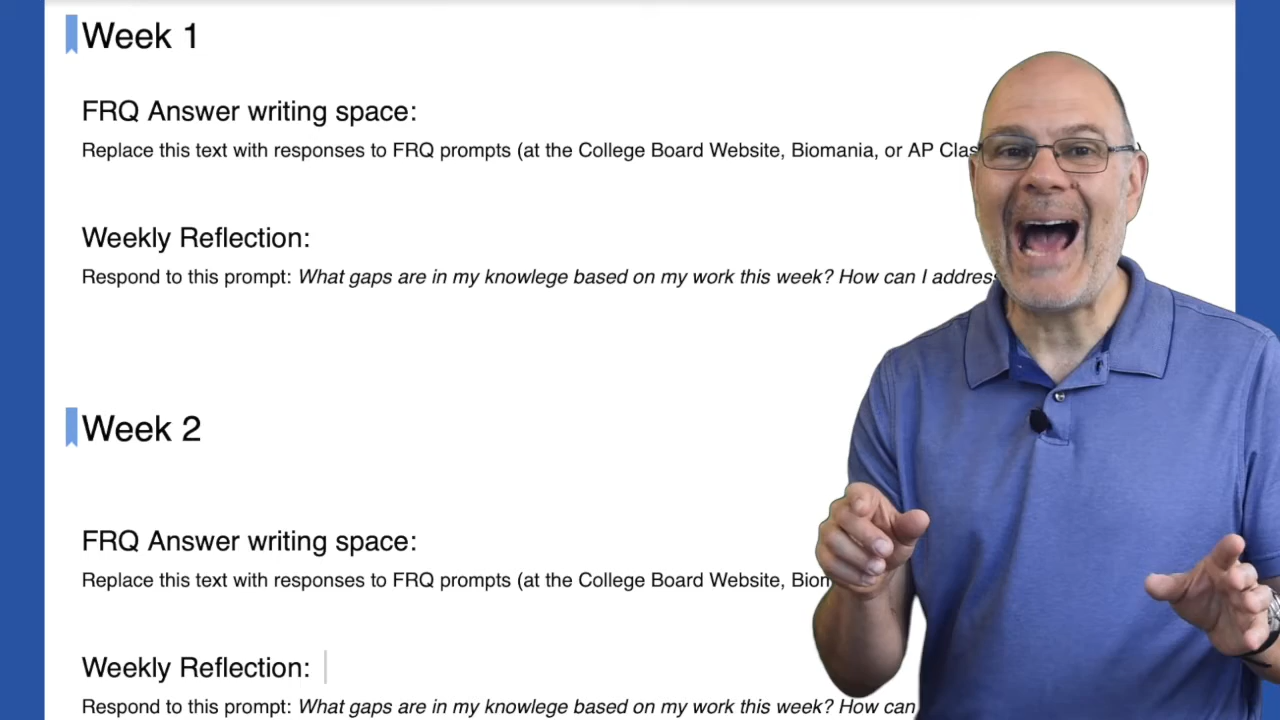 Week 1
FRQ Answer writing space:
Replace this text with responses to FRQ prompts (at the College Board Website, Biomania, or AP
Weekly Reflection:
Respond to this prompt: What gaps are in my knowlege based on my work this week? How can I
Week 2
FRQ Answer writing space:
Replace this text with responses to FRQ prompts (at the College Board Website,
Weekly Reflection:
Respond to this prompt: What gaps are in my knowlege based on my work this week? How can